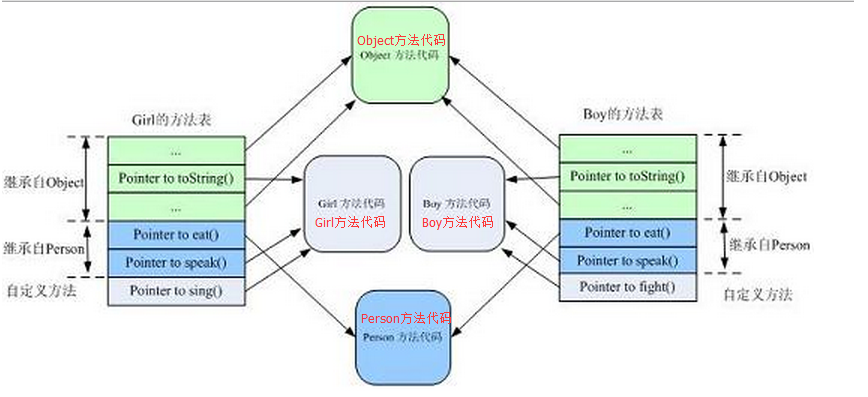 Object方法代码
Object 方法代码
Girl的方法表
Boy的方法表
...
Pointer to toString()
...
Pointer to eat()
Pointer to speak()
Pointer to sing()
继承自Object
继承自Person
自定义方法
Girl 方法代码
Girl方法代码
Boy 方法代码
Boy方法代码
Person方法代码
Person 方法代码
...
Pointer to toString()
...
Pointer to eat()
Pointer to speak()
Pointer to fight()
继承自Object
继承自Person
自定义方法